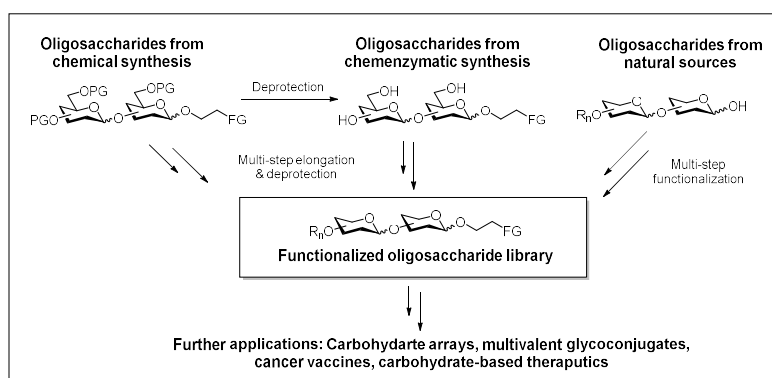 Oligosaccharides from
chemical synthesis
Oligosaccharides from
chemenzymatic synthesis
Oligosaccharides from
natural sources
OPG
OPG
PGO
O
O
O
O
FG
Deprotection
OH
OH
HO
O
O
O
O
FG
RnO
C
O
O
OH
Multi-step elongation
& deprotection
Multi-step
functionalization
RnO
O
O
O
O
FG
Functionalized oligosaccharide library
Further applications: Carbohydarte arrays, multivalent glycoconjugates,
cancer vaccines, carbohydrate-based theraputics